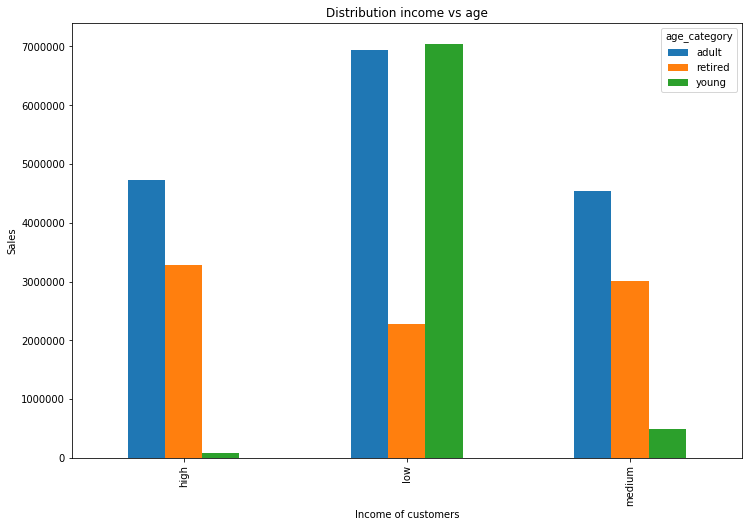 Distribution income vs age
age_category
adult
retired
young
7000000
6000000
5000000
4000000
3000000
2000000
1000000
0
Sales
high
low
medium
Income of customers